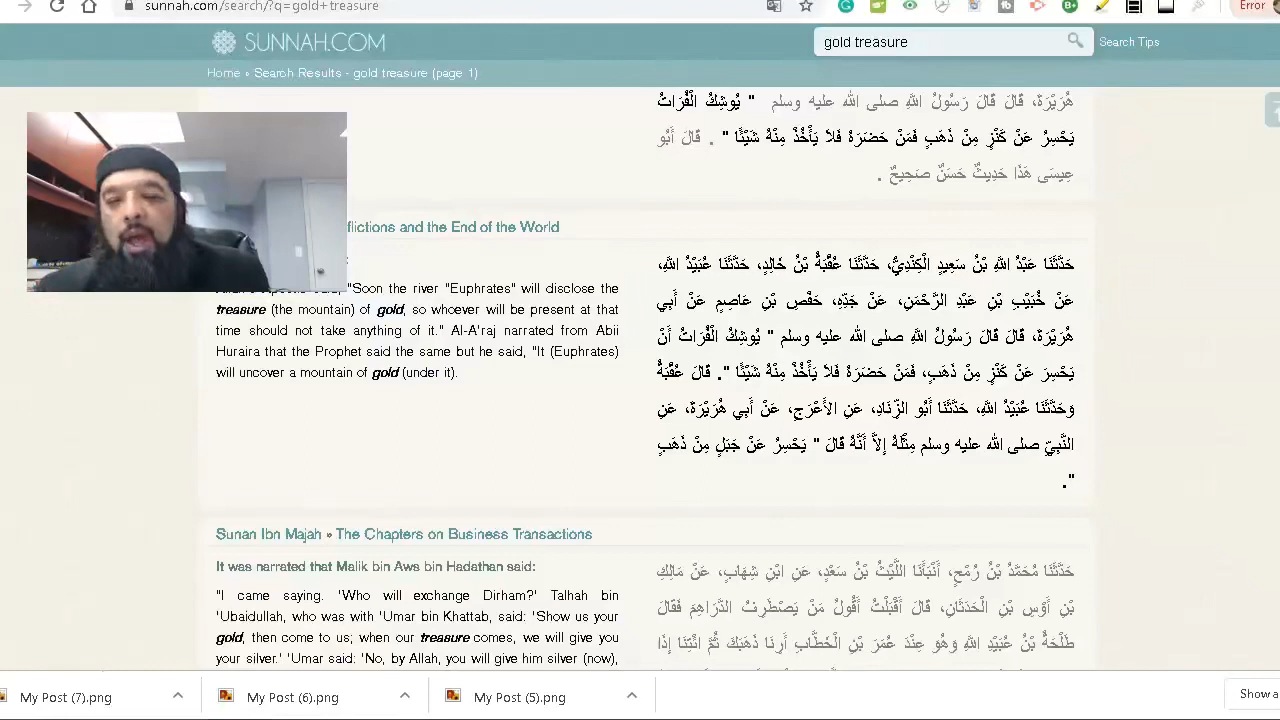 sunnah.com/search/?q=gold+treasure
Error
SUNNAH.COM
gold treasure
Search Tips
Home » Search Results - gold treasure (page 1)
هُرَيْرَةَ، قَالَ قَالَ رَسُولُ اللَّهِ صلى الله عليه وسلم ‏ "‏ يُوشِكُ الْفُرَاتُ
يَحْسِرُ عَنْ كَنْزٍ مِنْ ذَهَبٍ فَمَنْ حَضَرَهُ فَلاَ يَأْخُذْ مِنْهُ شَيْئًا ‏"‏ ‏.‏ قَالَ أَبُو
عِيسَى هَذَا حَدِيثٌ حَسَنٌ صَحِيحٌ ‏.‏
flictions and the End of the World
حَدَّثَنَا عَبْدُ اللَّهِ بْنُ سَعِيدٍ الْكِنْدِيُّ، حَدَّثَنَا عُقْبَةُ بْنُ خَالِدٍ، حَدَّثَنَا عُبَيْدُ اللَّهِ،
عَنْ خُبَيْبِ بْنِ عَبْدِ الرَّحْمَنِ، عَنْ جَدِّهِ، حَفْصِ بْنِ عَاصِمٍ عَنْ أَبِي
هُرَيْرَةَ، قَالَ قَالَ رَسُولُ اللَّهِ صلى الله عليه وسلم ‏"‏ يُوشِكُ الْفُرَاتُ أَنْ
يَحْسِرَ عَنْ كَنْزٍ مِنْ ذَهَبٍ، فَمَنْ حَضَرَهُ فَلاَ يَأْخُذْ مِنْهُ شَيْئًا ‏"‏‏.‏ قَالَ عُقْبَةُ
وَحَدَّثَنَا عُبَيْدُ اللَّهِ، حَدَّثَنَا أَبُو الزِّنَادِ، عَنِ الأَعْرَجِ، عَنْ أَبِي هُرَيْرَةَ، عَنِ
النَّبِيِّ صلى الله عليه وسلم مِثْلَهُ إِلاَّ أَنَّهُ قَالَ ‏"‏ يَحْسِرُ عَنْ جَبَلٍ مِنْ ذَهَبٍ
‏"‏‏.‏
"Soon the river "Euphrates" will disclose the
treasure (the mountain) of gold, so whoever will be present at that
time should not take anything of it." Al-A'raj narrated from Abii
Huraira that the Prophet said the same but he said, "It (Euphrates)
will uncover a mountain of gold (under it).
Sunan Ibn Majah » The Chapters on Business Transactions
It was narrated that Malik bin Aws bin Hadathan said:
"I came saying. 'Who will exchange Dirham?' Talhah bin
'Ubaidullah, who was with 'Umar bin Khattab, said: 'Show us your
gold, then come to us; when our treasure comes, we will give you
your silver.' 'Umar said: 'No, by Allah, you will give him silver (now),
حَدَّثَنَا مُحَمَّدُ بْنُ رُمْحٍ، أَنْبَأَنَا اللَّيْثُ بْنُ سَعْدٍ، عَنِ ابْنِ شِهَابٍ، عَنْ مَالِكِ
بْنِ أَوْسِ بْنِ الْحَدَثَانِ، قَالَ أَقْبَلْتُ أَقُولُ مَنْ يَصْطَرِفُ الدَّرَاهِمَ فَقَالَ
طَلْحَةُ بْنُ عُبَيْدِ اللَّهِ وَهُوَ عِنْدَ عُمَرَ بْنِ الْخَطَّابِ أَرِنَا ذَهَبَكَ ثُمَّ ائْتِنَا إِذَا
My Post (7).png
My Post (6).png
My Post (5).png
Show a